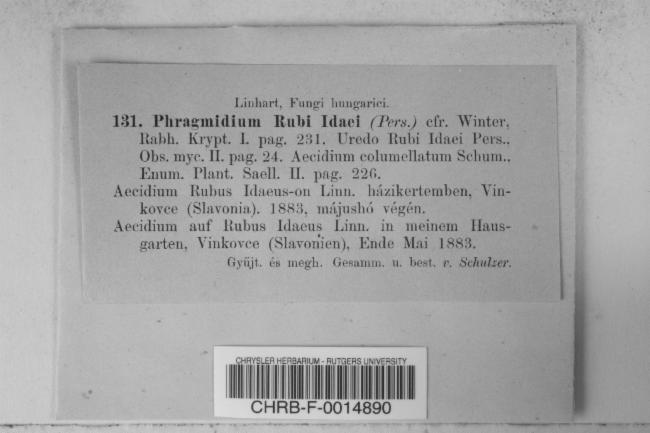 Linhart, Fungi hungarici.
131. Phragmidium Rubi Idaei (Pers.) cfr. Winter,
Rabh. Krypt. I. pag. 231. Uredo Rubi Idaei Pers.,
Obs. myc. II. pag. 24. Aecidium columellatum Schum.,
Enum. Plant. Saell. II. pag. 226.
Aecidium Rubus Idaeus-on Linn. házikertemben, Vin-
kovce (Slavonia). 1883, májushó végén.
Aecidium auf Rubus Idaeus Linn. in meinem Haus-
garten, Vinkovce (Slavonien), Ende Mai 1883.
Gyűjt. és megh. Gesamm. u. best. v. Schulzer.
CHRYSLER HERBARIUM - RUTGERS UNIVERSITY
CHRB-F-0014890